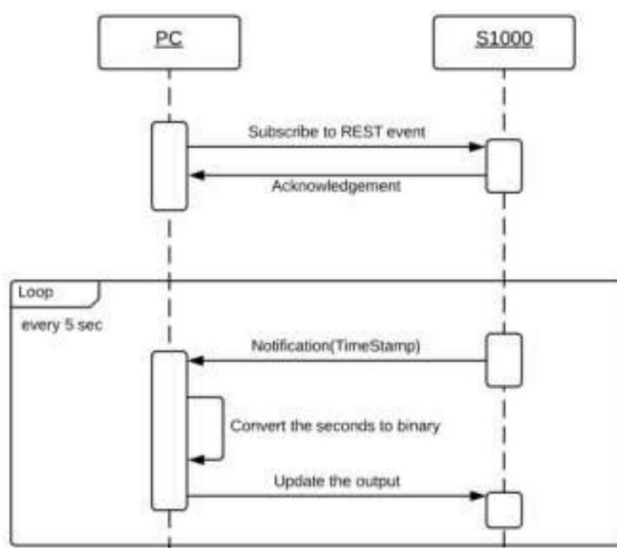 PC
S1000
Subscribe to REST event
Acknowledgement
Loop
every 5 sec
Notification(TimeStamp)
Convert the seconds to binary
Update the output